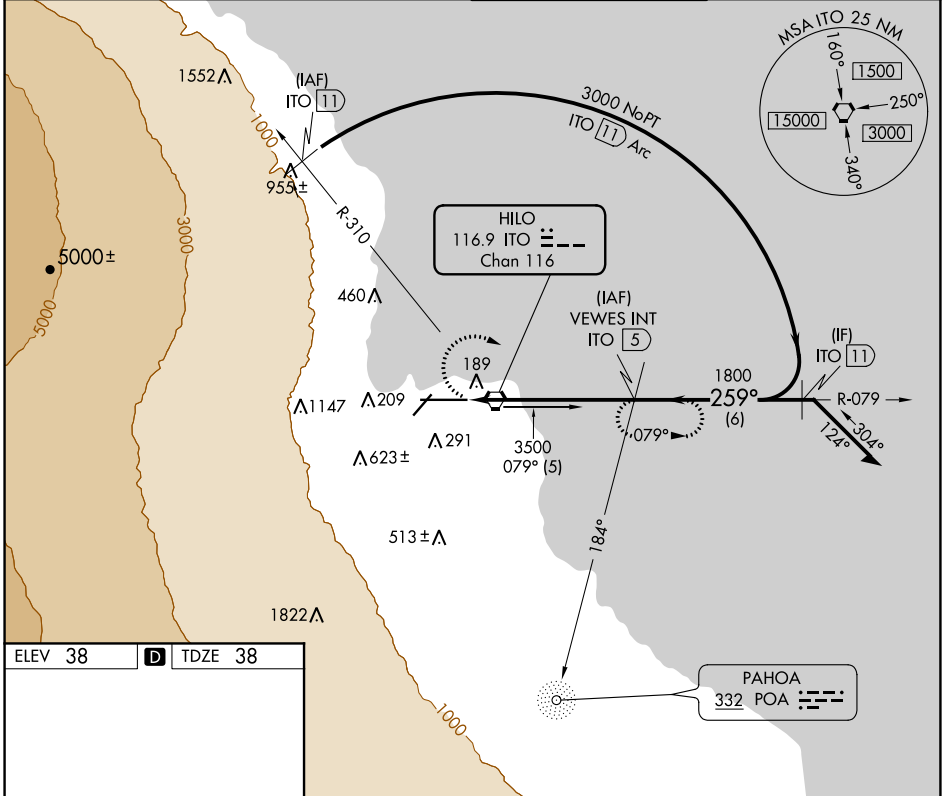 MSA ITO 25 NM
160°
1500
250°
15000
3000
340°
1552
(IAF)
ITO 11
3000 NoPT
ITO 11 Arc
1000
955±
R-310
3000
HILO
116.9 ITO
Chan 116
5000±
5000
460
(IAF)
VEWES INT
ITO 5
(IF)
ITO 11
189
1800
259°
(6)
R-079
1147
209
079°
304°
124°
291
3500
079° (5)
623±
184°
513±
1822
ELEV 38
D
TDZE 38
PAHOA
332 POA
1000